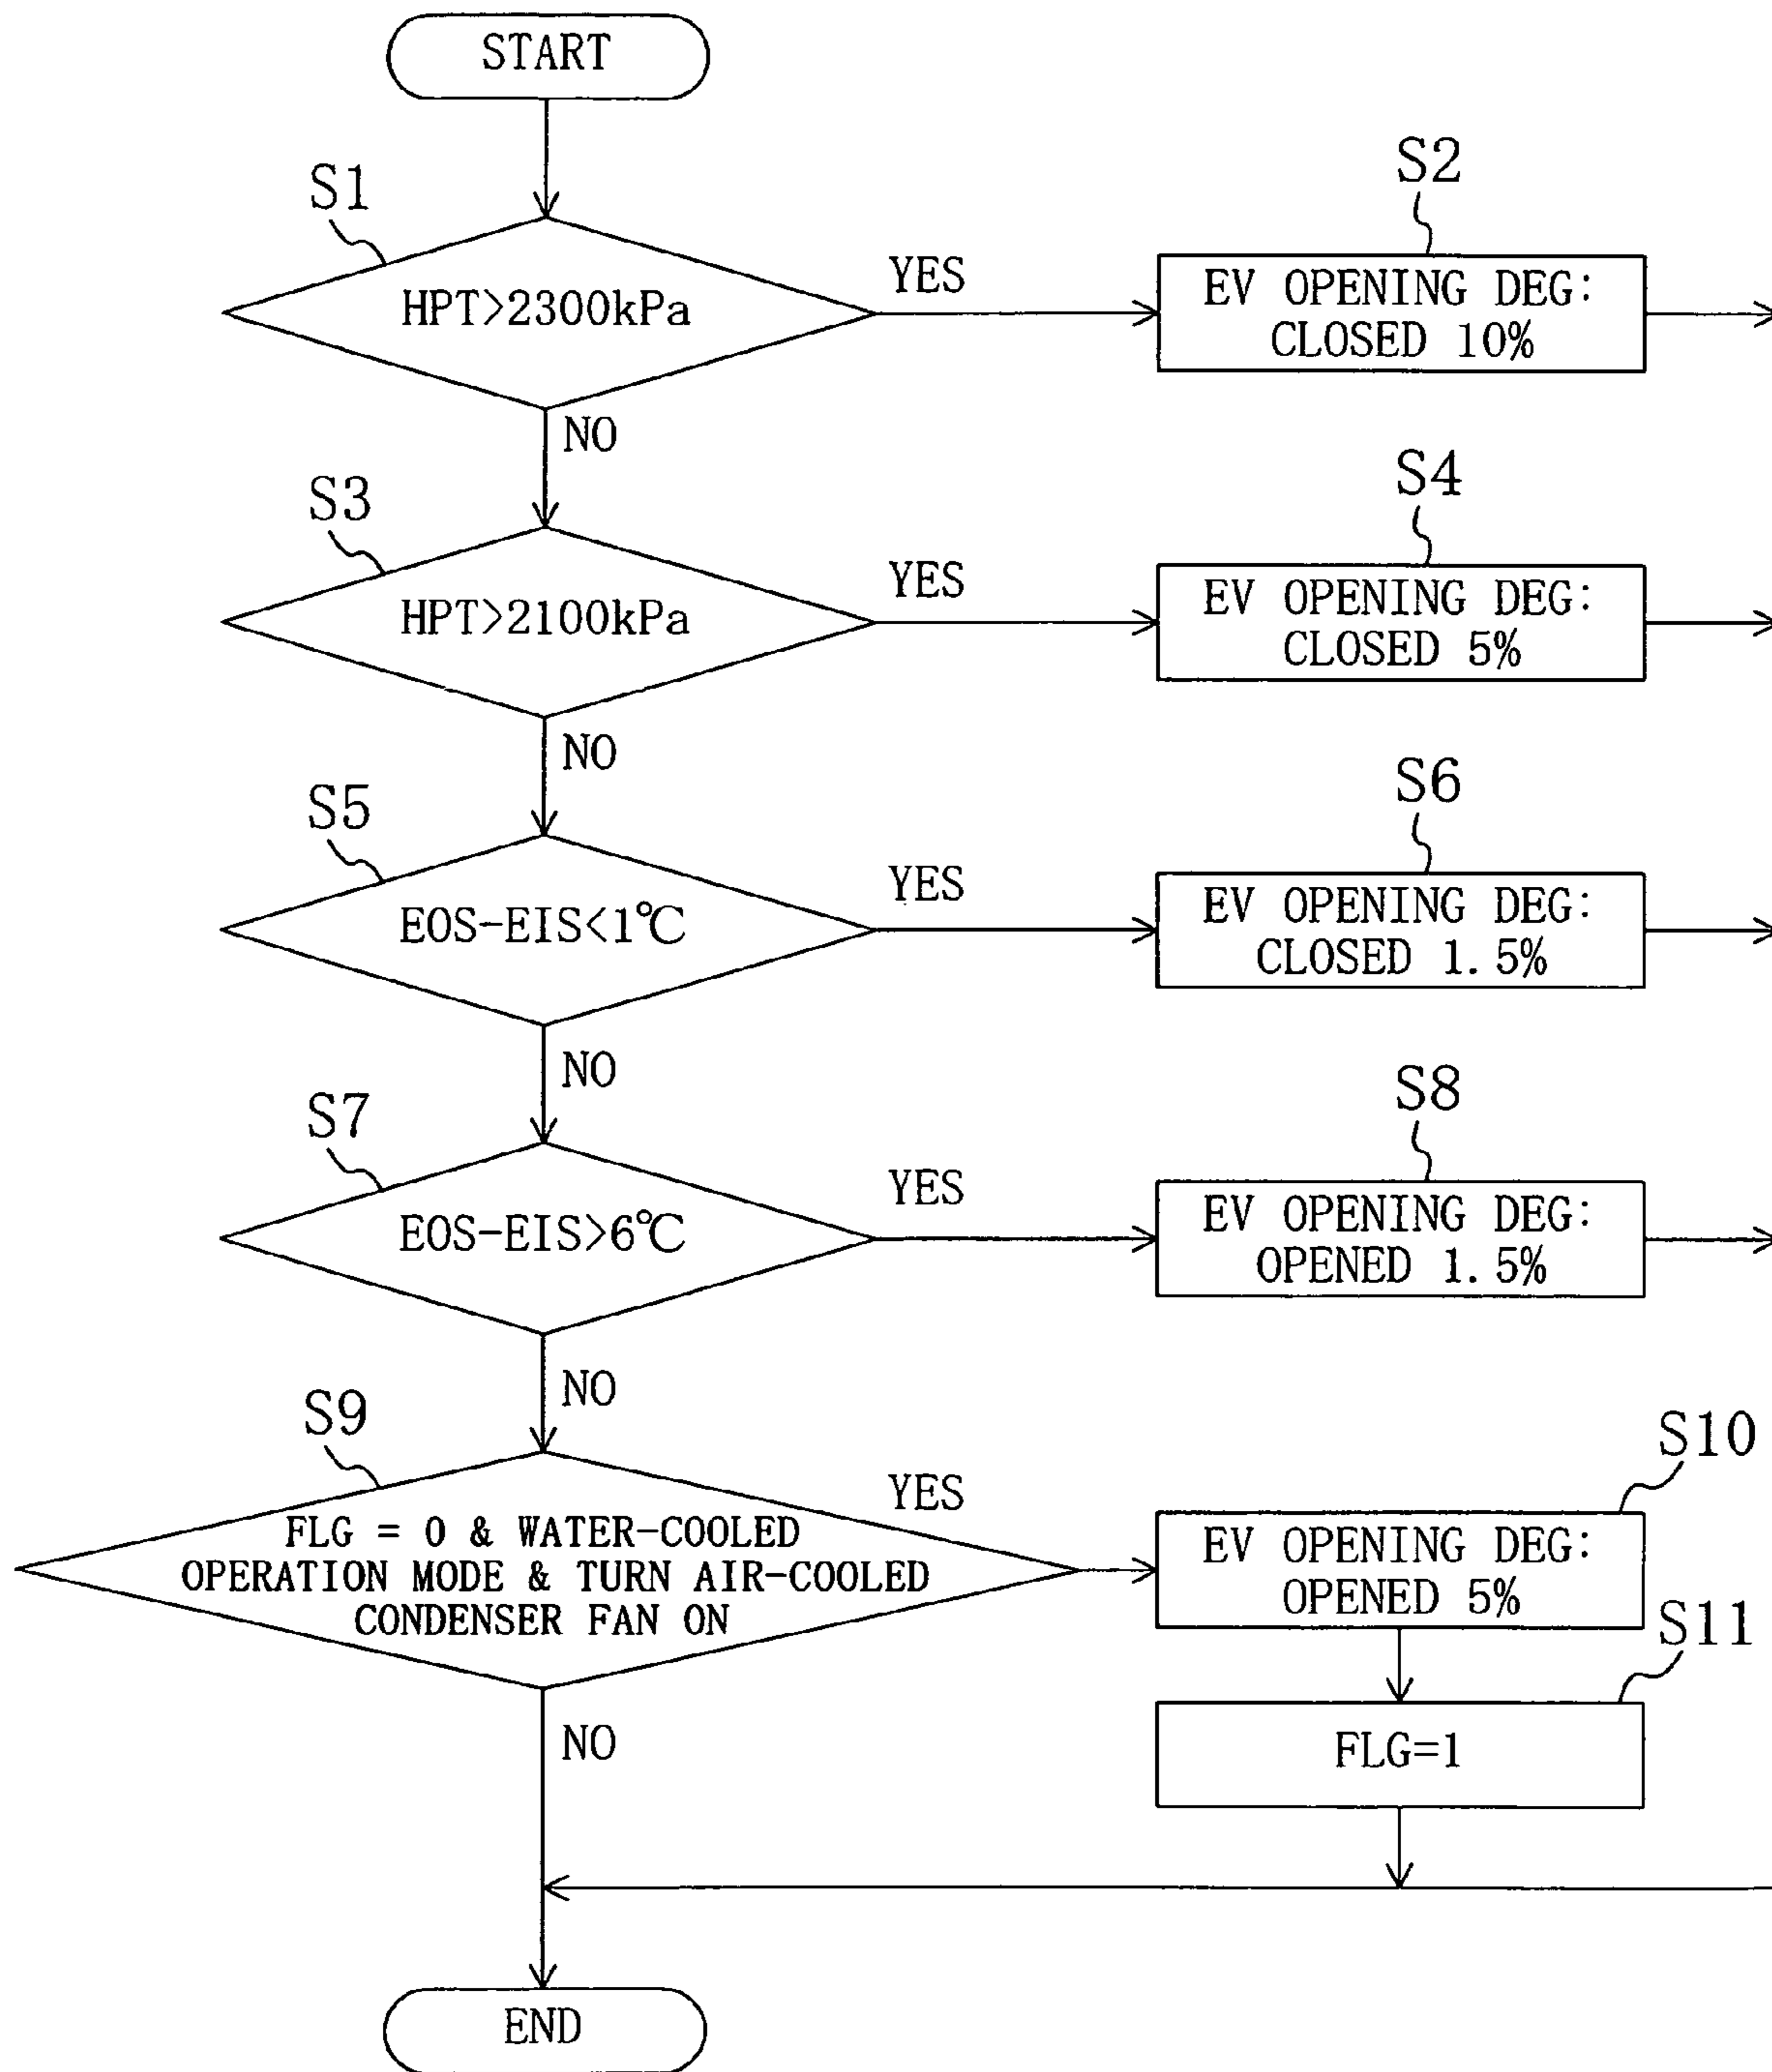 START
S1
HPT>2300kPa
YES
S2
EV OPENING DEG:
CLOSED 10%
NO
S3
HPT>2100kPa
YES
S4
EV OPENING DEG:
CLOSED 5%
NO
S5
EOS-EIS<1℃
YES
S6
EV OPENING DEG:
CLOSED 1.5%
NO
S7
EOS-EIS>6℃
YES
S8
EV OPENING DEG:
OPENED 1.5%
NO
S9
FLG = 0 & WATER-COOLED
OPERATION MODE & TURN AIR-COOLED
CONDENSER FAN ON
YES
S10
EV OPENING DEG:
OPENED 5%
S11
FLG=1
NO
END